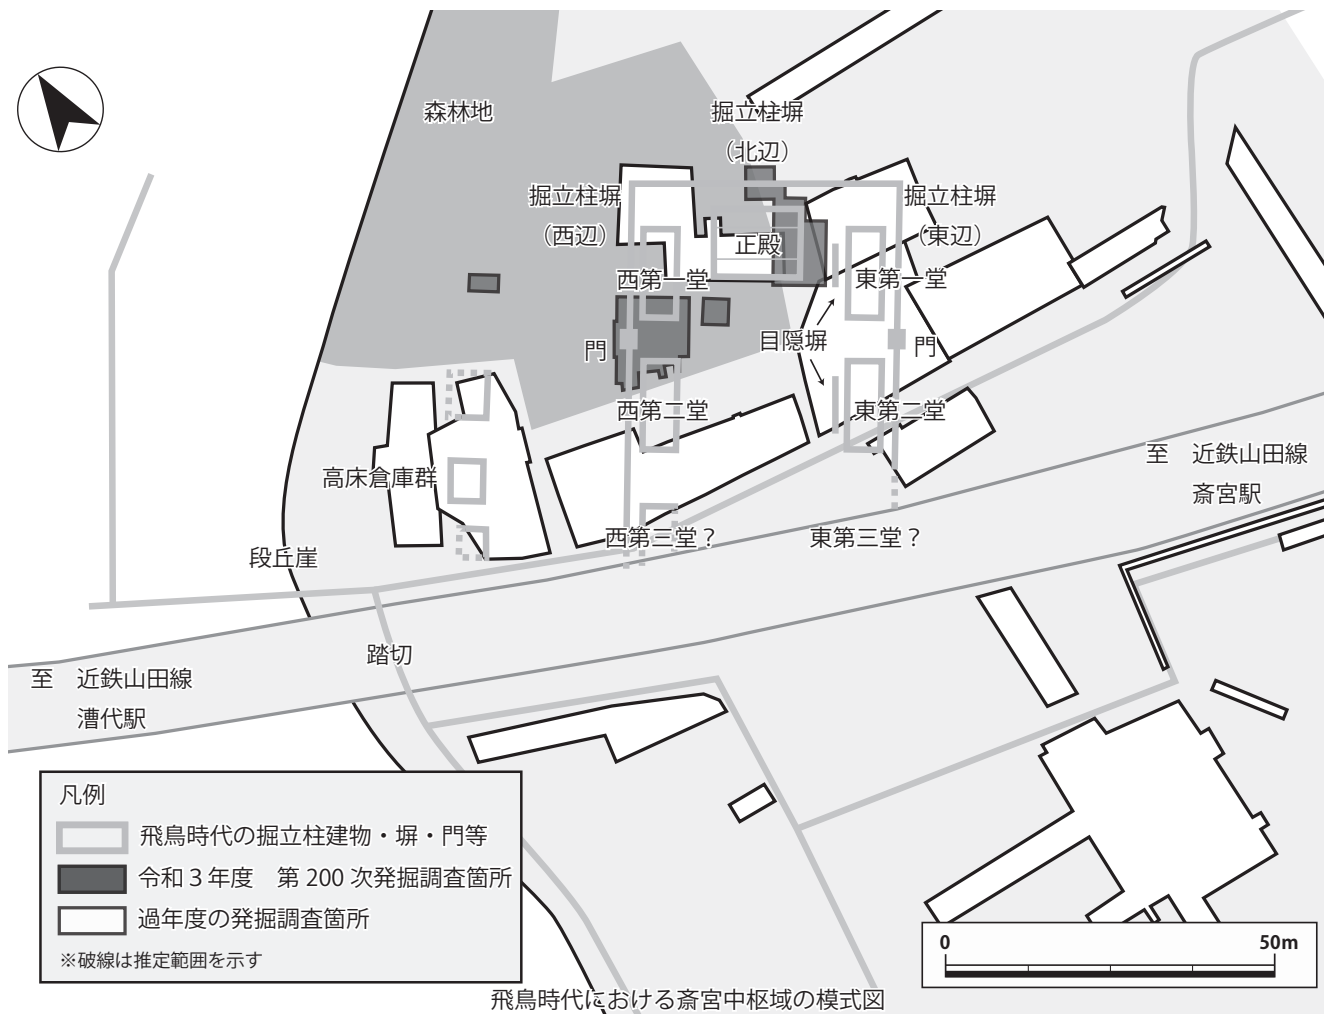 森林地
掘立柱塀
（北辺）
掘立柱塀
（西辺）
掘立柱塀
（東辺）
正殿
西第一堂
東第一堂
門
目隠塀
門
西第二堂
東第二堂
高床倉庫群
至　近鉄山田線
斎宮駅
西第三堂？
東第三堂？
段丘崖
踏切
至　近鉄山田線
漕代駅
凡例
飛鳥時代の掘立柱建物・塀・門等
令和３年度　第 200 次発掘調査箇所
過年度の発掘調査箇所
※破線は推定範囲を示す
0
50m
飛鳥時代における斎宮中枢域の模式図